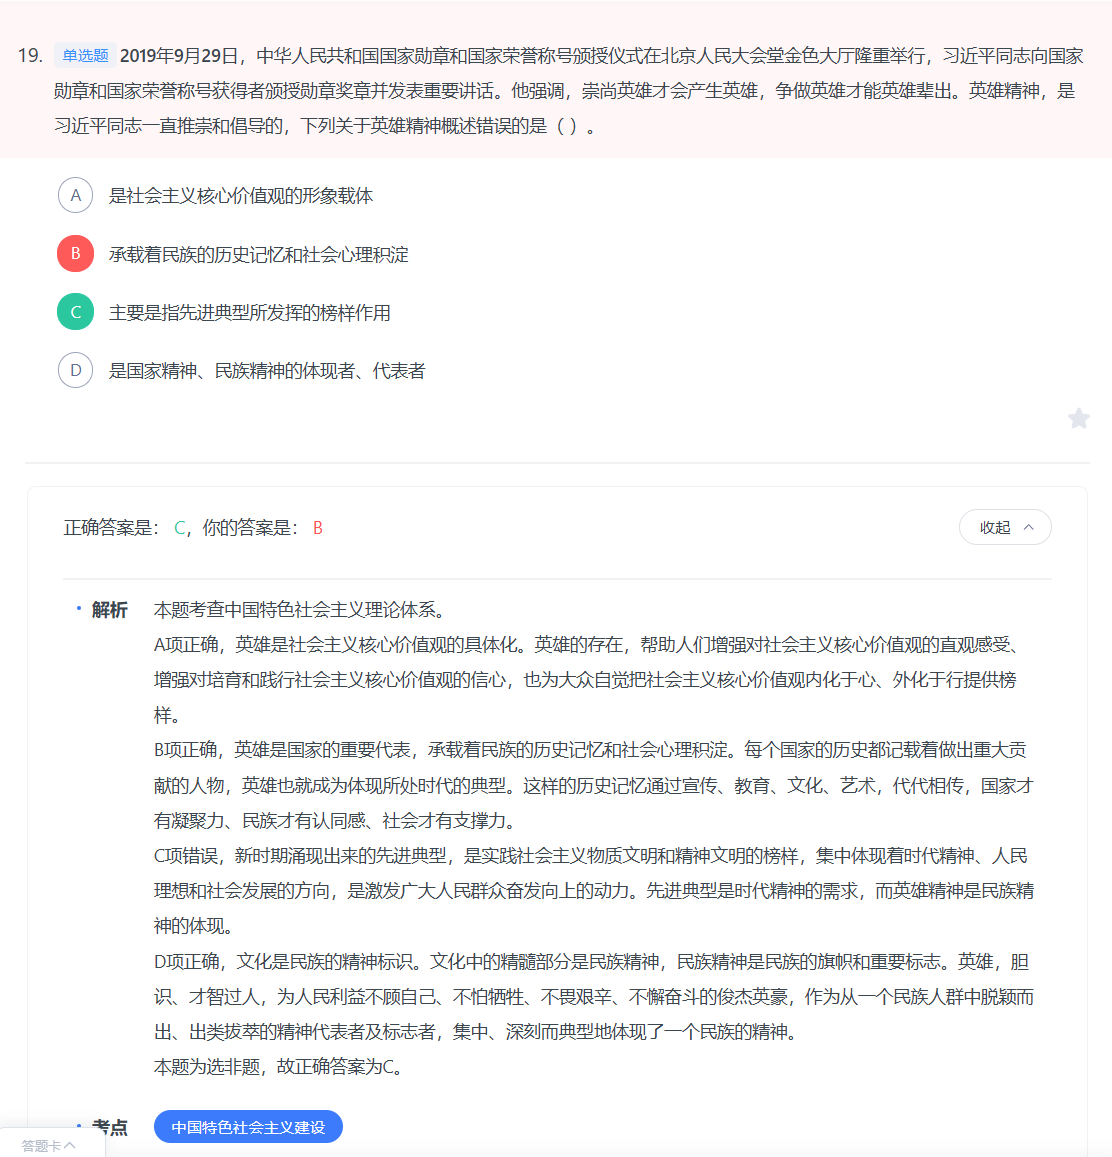 19. 单选题 2019年9月29日，中华人民共和国国家勋章和国家荣誉称号颁授仪式在北京人民大会堂金色大厅隆重举行，习近平同志向国家
勋章和国家荣誉称号获得者颁授勋章奖章并发表重要讲话。他强调，崇尚英雄才会产生英雄，争做英雄才能英雄辈出。英雄精神，是
习近平同志一直推崇和倡导的，下列关于英雄精神概述错误的是（ ）。
A 是社会主义核心价值观的形象载体
B 承载着民族的历史记忆和社会心理积淀
C 主要是指先进典型所发挥的榜样作用
D 是国家精神、民族精神的体现者、代表者
正确答案是： C，你的答案是： B
收起
解析 本题考查中国特色社会主义理论体系。
A项正确，英雄是社会主义核心价值观的具体化。英雄的存在，帮助人们增强对社会主义核心价值观的直观感受、
增强对培育和践行社会主义核心价值观的信心，也为大众自觉把社会主义核心价值观内化于心、外化于行提供榜
样。
B项正确，英雄是国家的重要代表，承载着民族的历史记忆和社会心理积淀。每个国家的历史都记载着做出重大贡
献的人物，英雄也就成为体现所处时代的典型。这样的历史记忆通过宣传、教育、文化、艺术，代代相传，国家才
有凝聚力、民族才有认同感、社会才有支撑力。
C项错误，新时期涌现出来的先进典型，是实践社会主义物质文明和精神文明的榜样，集中体现着时代精神、人民
理想和社会发展的方向，是激发广大人民群众奋发向上的动力。先进典型是时代精神的需求，而英雄精神是民族精
神的体现。
D项正确，文化是民族的精神标识。文化中的精髓部分是民族精神，民族精神是民族的旗帜和重要标志。英雄，胆
识、才智过人，为人民利益不顾自己、不怕牺牲、不畏艰辛、不懈奋斗的俊杰英豪，作为从一个民族人群中脱颖而
出、出类拔萃的精神代表者及标志者，集中、深刻而典型地体现了一个民族的精神。
本题为选非题，故正确答案为C。
考点 中国特色社会主义建设
答题卡